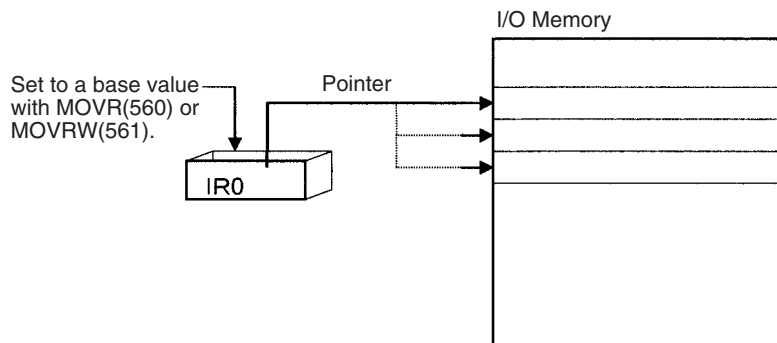 I/O Memory
Set to a base value
with MOVR(560) or
MOVRW(561).
Pointer
IR0